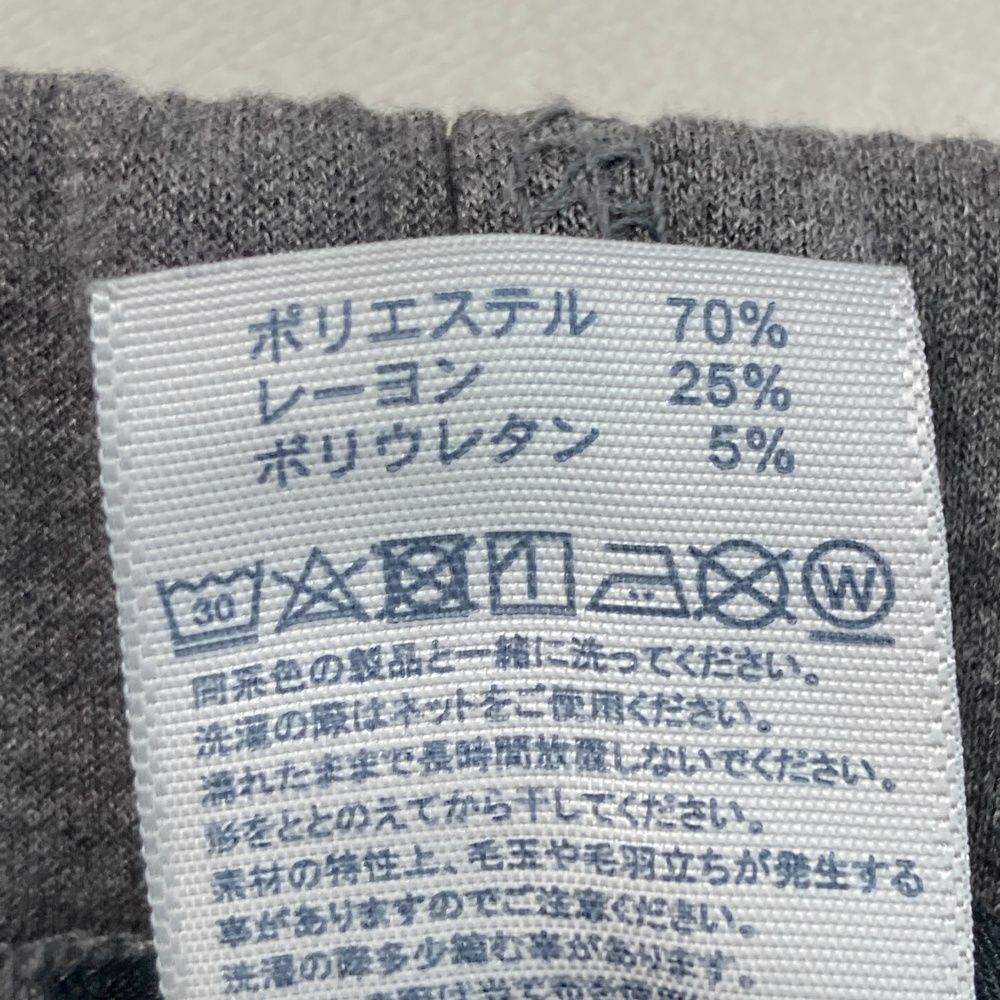 ポリエステル 70%
レーヨン 25%
ポリウレタン 5%
30 W
同系色の製品と一緒に洗ってください。
洗濯の際はネットをご使用ください。
濡れたままで長時間放置しないでください。
形をととのえてから干してください。
素材の特性上、毛玉や毛羽立ちが発生する
事がありますのでご注意ください。
洗濯の際多少縮む事があります。